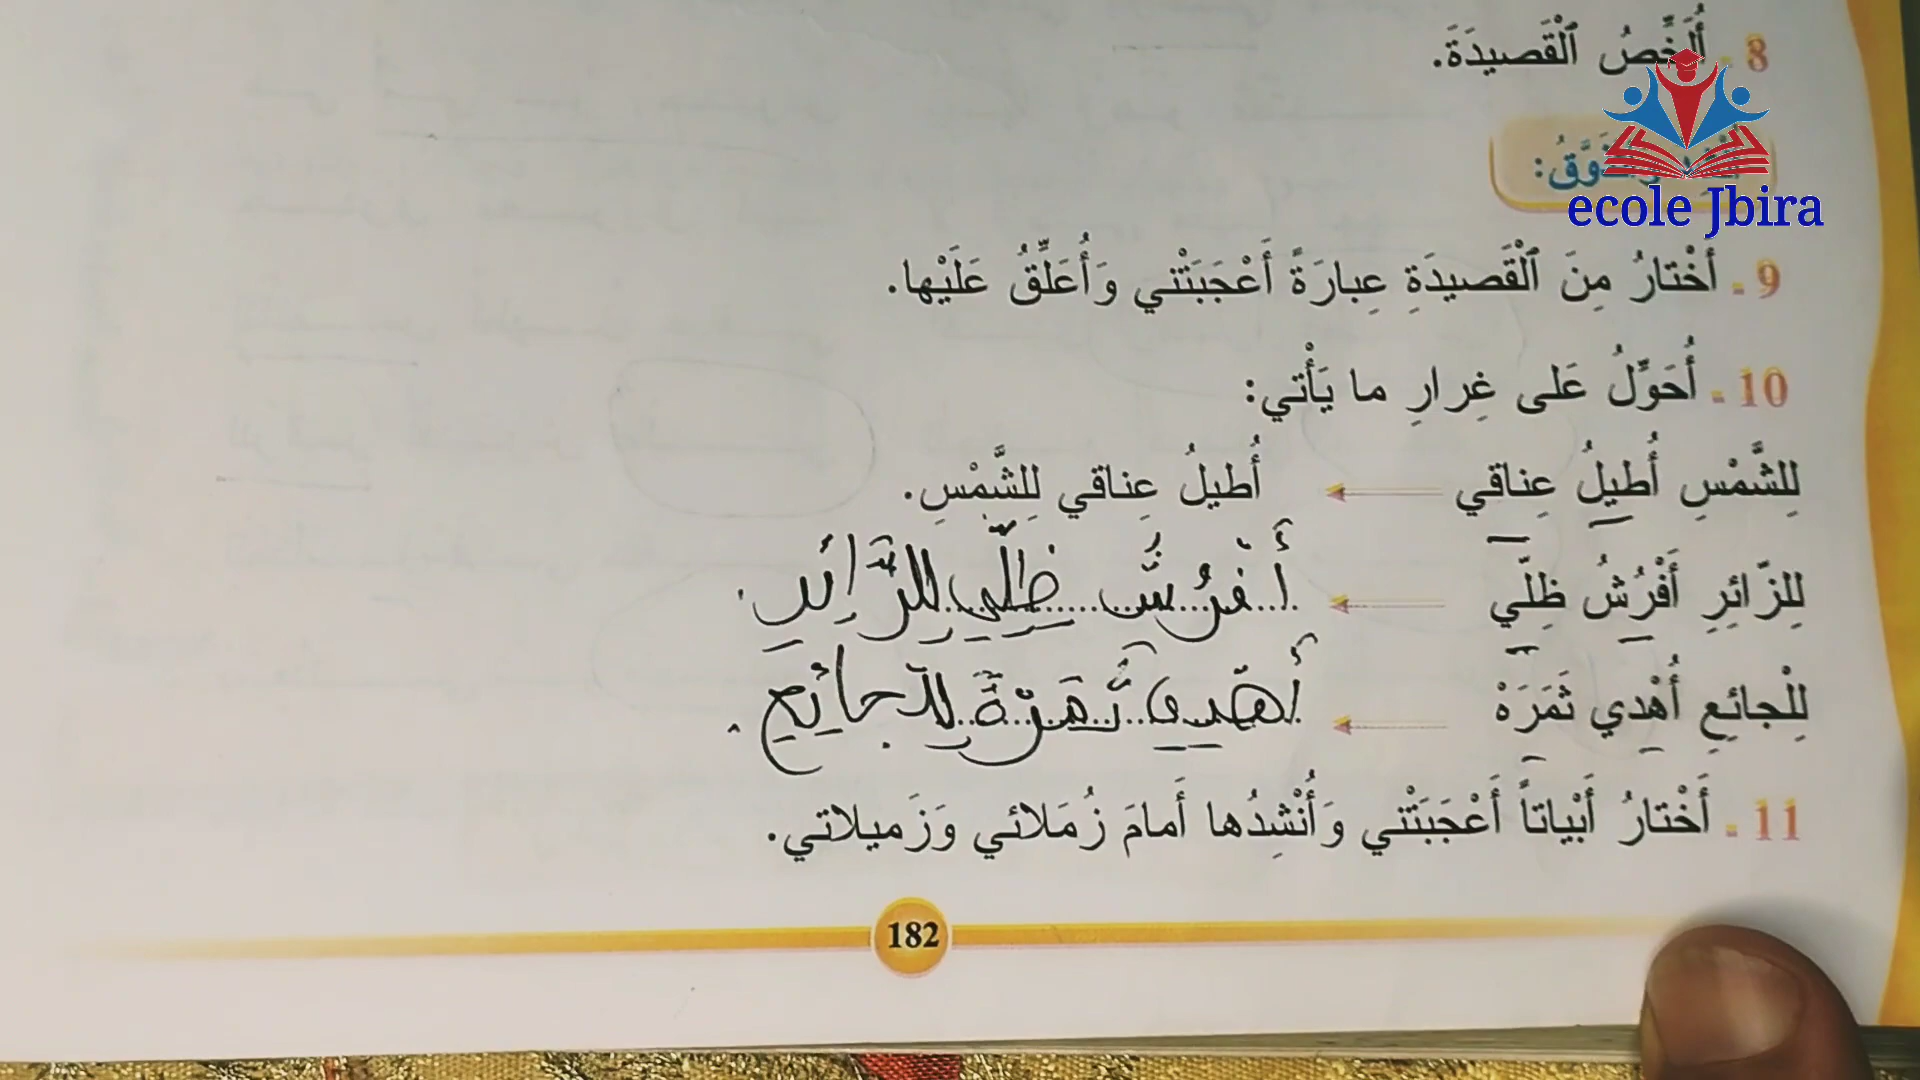 8 . أُلَخِّصُ ٱلْقَصيدَةَ.
ecole Jbira
9 . أَخْتارُ مِنَ ٱلْقَصيدَةِ عِبارَةً أَعْجَبَتْني وَأُعَلِّقُ عَلَيْها.
10 . أُحَوِّلُ عَلى غِرارِ ما يَأْتي:
لِلشَّمْسِ أُطيلُ عِناقي أُطيلُ عِناقي لِلشَّمْسِ.
لِلزّائِرِ أَفْرُشُ ظِلّي أَفْرُشُ ظِلِّي لِلزَّائِرِ.
لِلْجائِعِ أُهْدِي ثَمَرَهْ أُهْدِي ثَمَرَةً لِلْجائِعِ.
11 . أَخْتارُ أَبْياتاً أَعْجَبَتْني وَأُنْشِدُها أَمامَ زُمَلائي وَزَميلاتي.
182